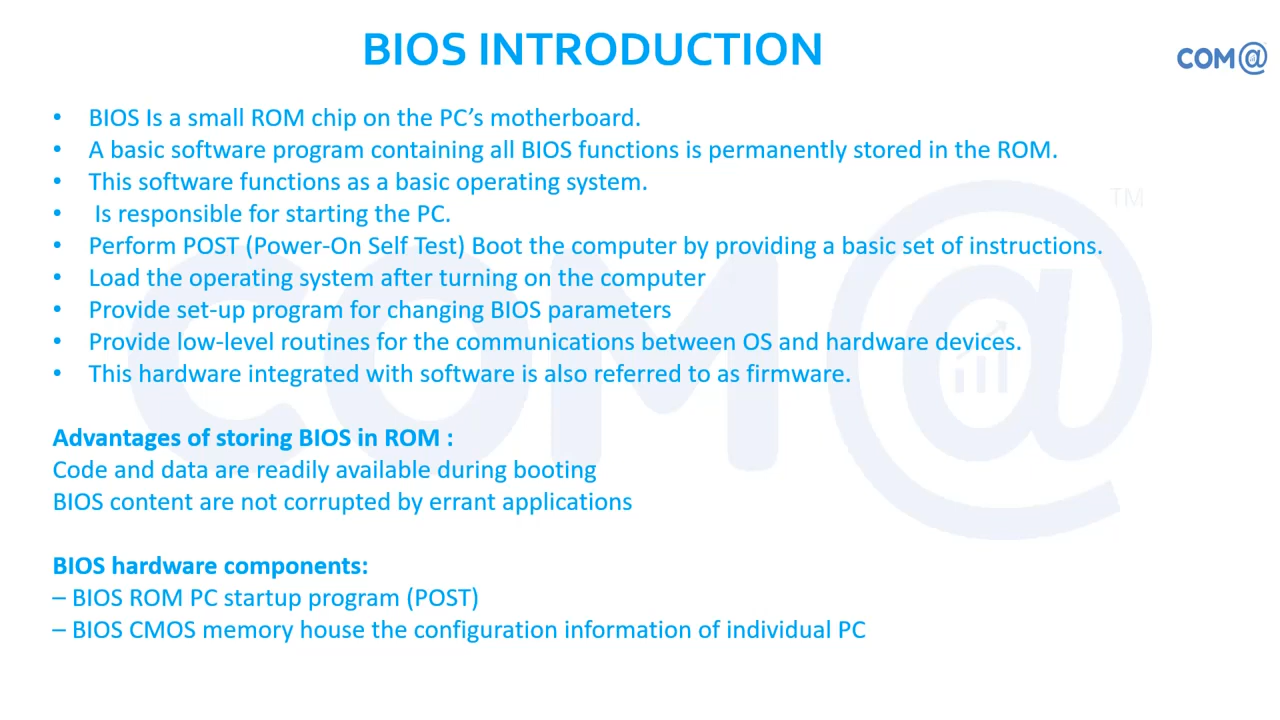 BIOS INTRODUCTION
COM@
• BIOS Is a small ROM chip on the PC’s motherboard.
• A basic software program containing all BIOS functions is permanently stored in the ROM.
• This software functions as a basic operating system.
• Is responsible for starting the PC.
• Perform POST (Power-On Self Test) Boot the computer by providing a basic set of instructions.
• Load the operating system after turning on the computer
• Provide set-up program for changing BIOS parameters
• Provide low-level routines for the communications between OS and hardware devices.
• This hardware integrated with software is also referred to as firmware.
COM@ TM
Advantages of storing BIOS in ROM :
Code and data are readily available during booting
BIOS content are not corrupted by errant applications
BIOS hardware components:
– BIOS ROM PC startup program (POST)
– BIOS CMOS memory house the configuration information of individual PC